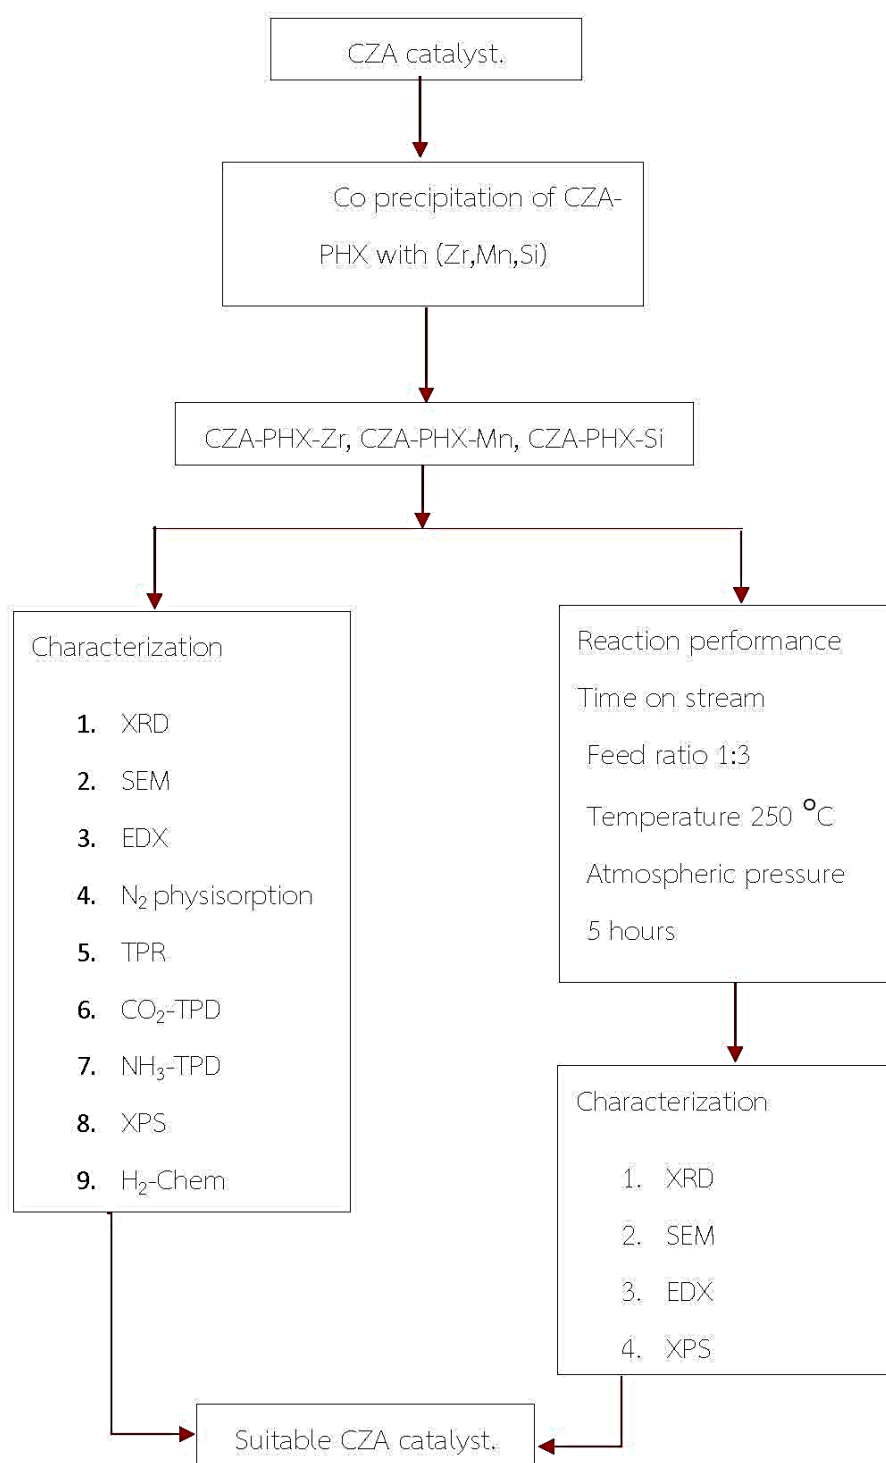 CZA catalyst.
Co precipitation of CZA-
PHX with (Zr,Mn,Si)
CZA-PHX-Zr, CZA-PHX-Mn, CZA-PHX-Si
Characterization
1. XRD
2. SEM
3. EDX
4. N₂ physisorption
5. TPR
6. CO₂-TPD
7. NH₃-TPD
8. XPS
9. H₂-Chem
Reaction performance
Time on stream
Feed ratio 1:3
Temperature 250 °C
Atmospheric pressure
5 hours
Characterization
1. XRD
2. SEM
3. EDX
4. XPS
Suitable CZA catalyst.